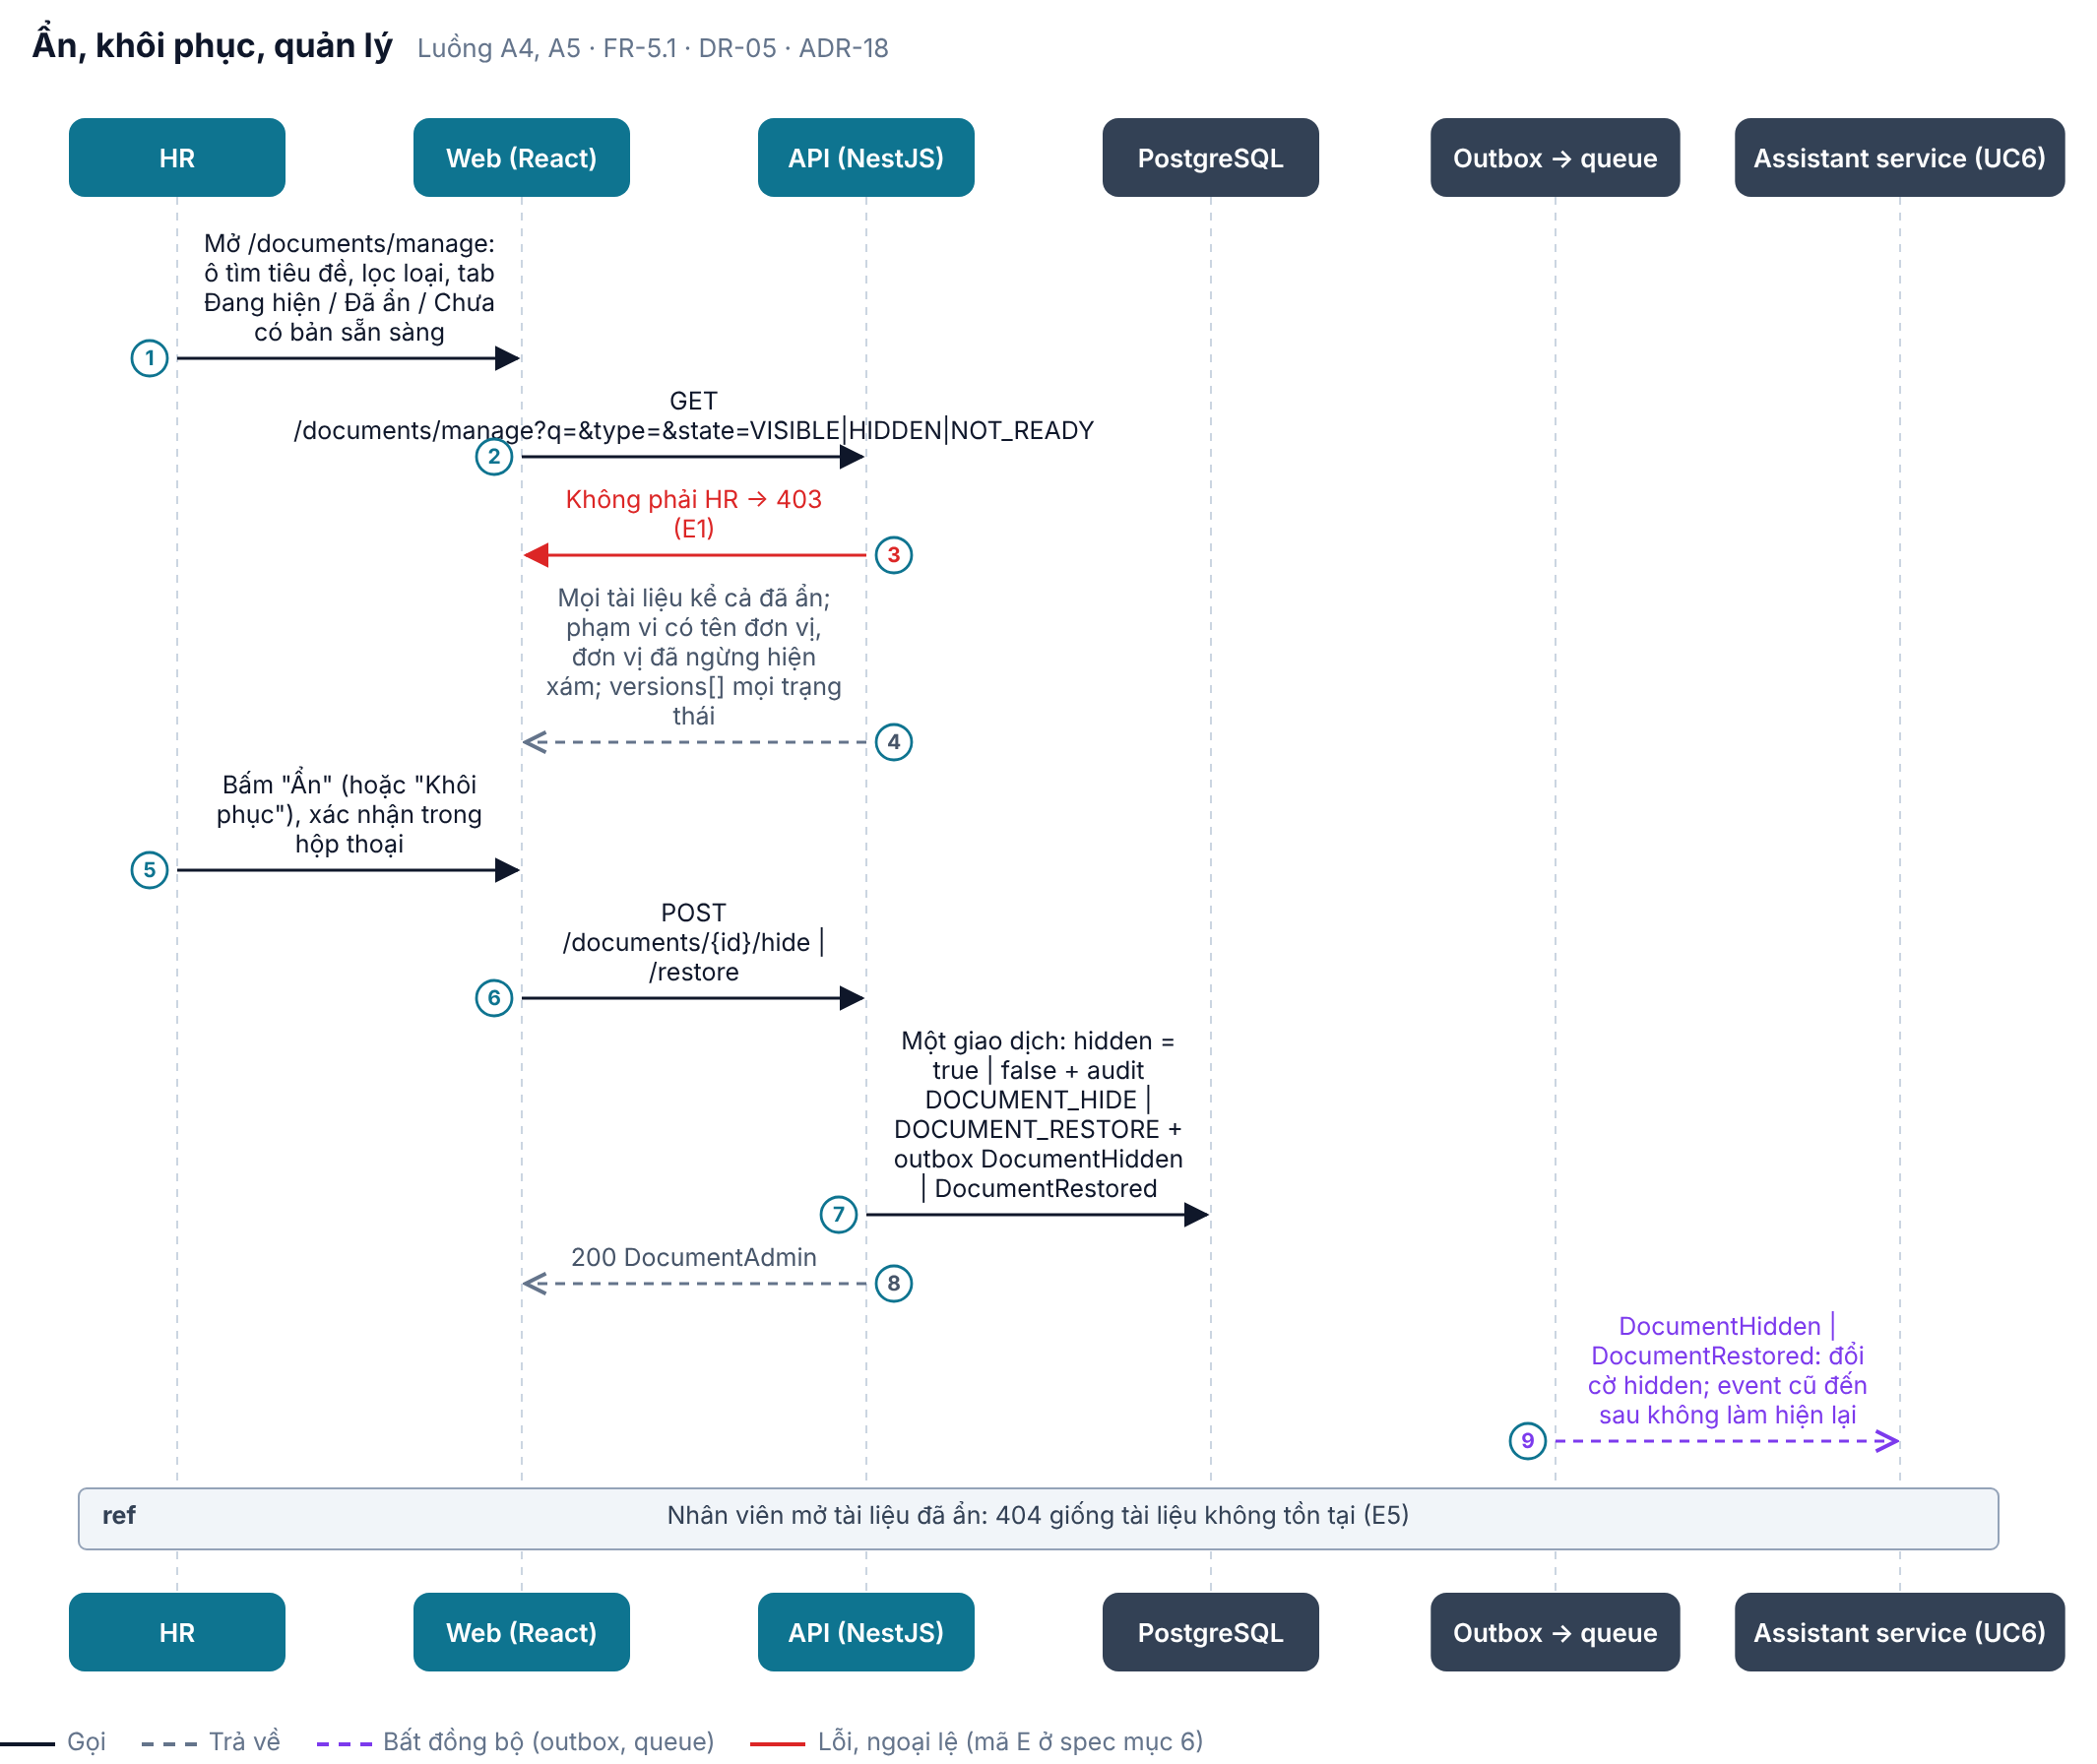 Ẩn, khôi phục, quản lý Luồng A4, A5 · FR-5.1 · DR-05 · ADR-18
HR
Web (React)
API (NestJS)
PostgreSQL
Outbox → queue
Assistant service (UC6)
Mở /documents/manage:
ô tìm tiêu đề, lọc loại, tab
Đang hiện / Đã ẩn / Chưa
có bản sẵn sàng
1
GET
/documents/manage?q=&type=&state=VISIBLE|HIDDEN|NOT_READY
2
Không phải HR → 403
(E1)
3
Mọi tài liệu kể cả đã ẩn;
phạm vi có tên đơn vị,
đơn vị đã ngừng hiện
xám; versions[] mọi trạng
thái
4
Bấm "Ẩn" (hoặc "Khôi
phục"), xác nhận trong
hộp thoại
5
POST
/documents/{id}/hide |
/restore
6
Một giao dịch: hidden =
true | false + audit
DOCUMENT_HIDE |
DOCUMENT_RESTORE +
outbox DocumentHidden
| DocumentRestored
7
200 DocumentAdmin
8
DocumentHidden |
DocumentRestored: đổi
cờ hidden; event cũ đến
sau không làm hiện lại
9
ref
Nhân viên mở tài liệu đã ẩn: 404 giống tài liệu không tồn tại (E5)
HR
Web (React)
API (NestJS)
PostgreSQL
Outbox → queue
Assistant service (UC6)
Gọi
Trả về
Bất đồng bộ (outbox, queue)
Lỗi, ngoại lệ (mã E ở spec mục 6)